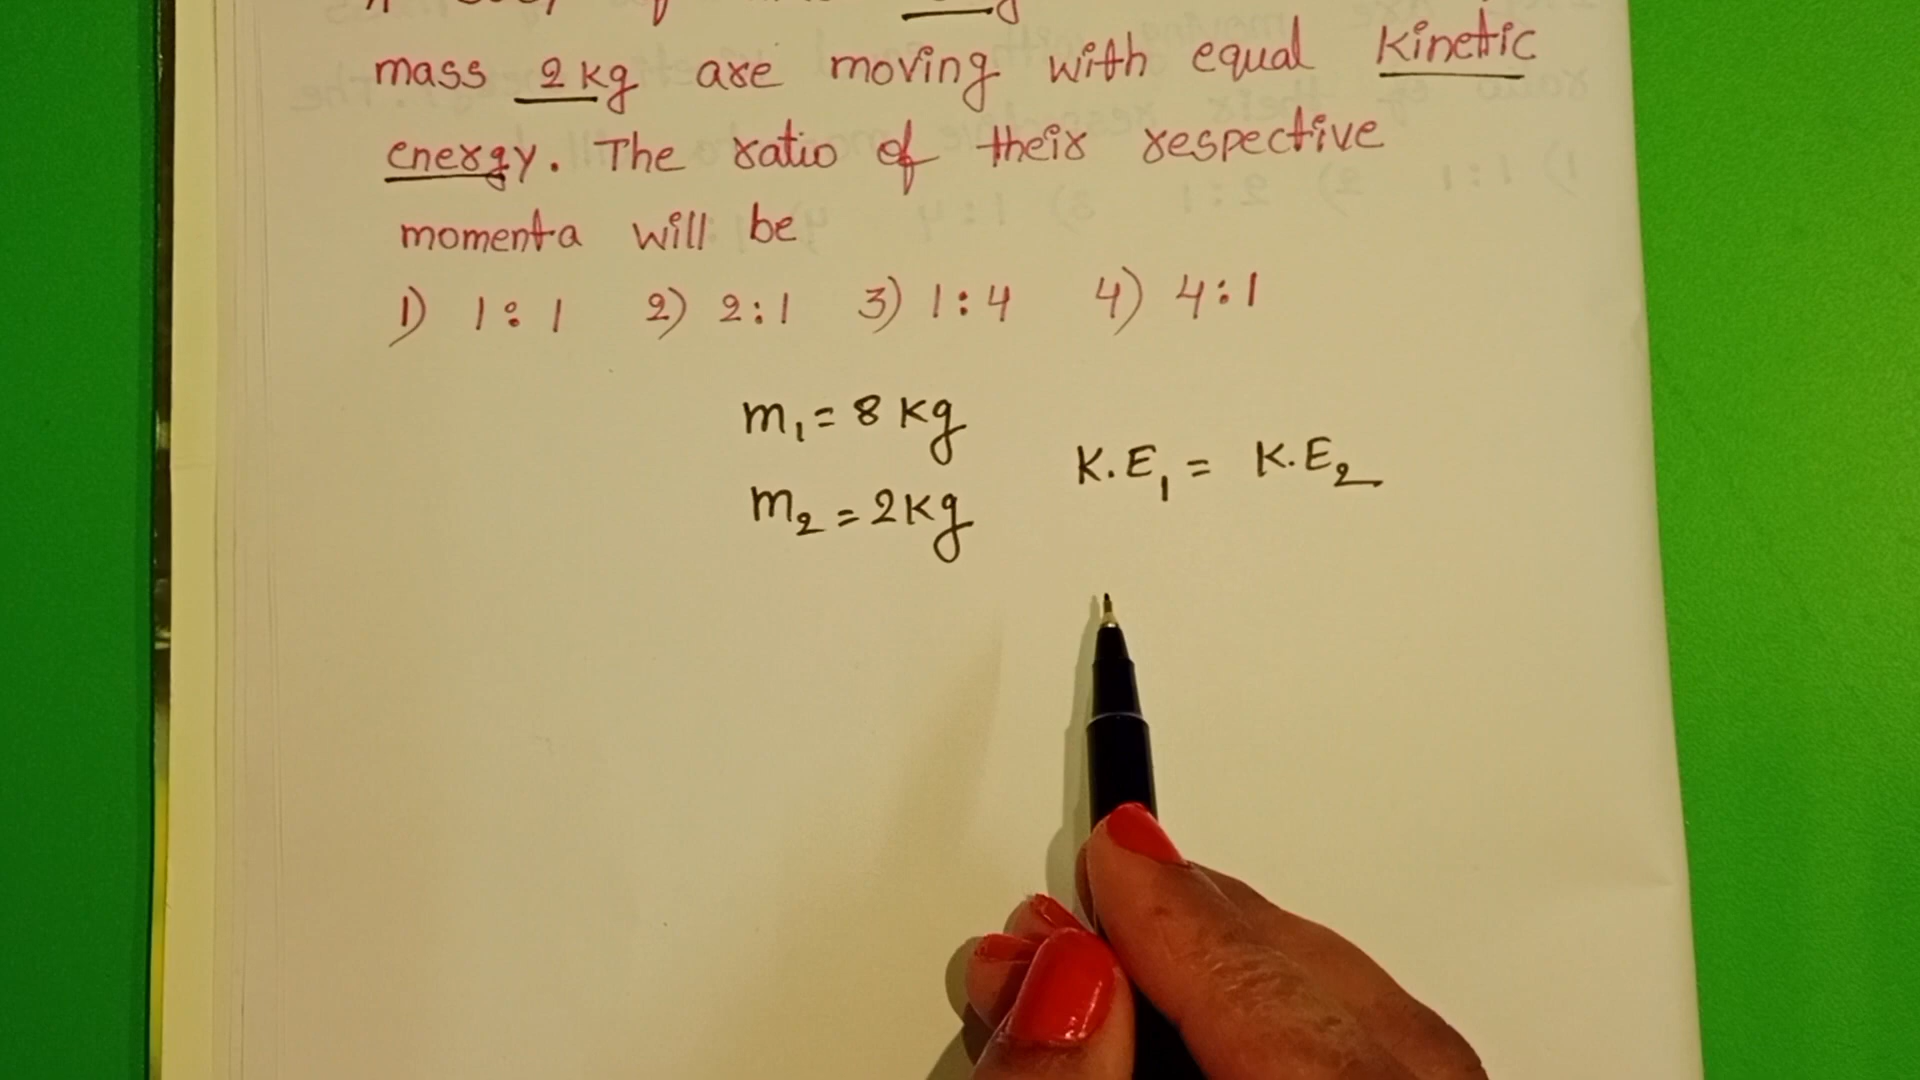 mass 2 kg are moving with equal kinetic
energy. The ratio of their respective
momenta will be
1) 1 : 1 2) 2 : 1 3) 1 : 4 4) 4 : 1
m₁ = 8 kg
K.E₁ = K.E₂
m₂ = 2 kg